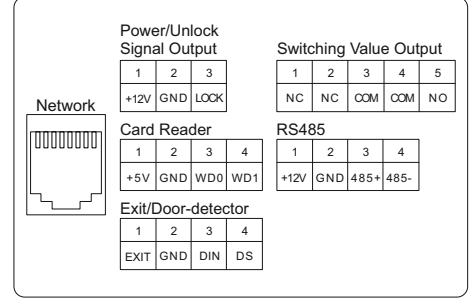 Power/Unlock
Signal Output
1 2 3
+12V GND LOCK
Switching Value Output
1 2 3 4 5
NC NC COM COM NO
Network
Card Reader
1 2 3 4
+5V GND WD0 WD1
RS485
1 2 3 4
+12V GND 485+ 485-
Exit/Door-detector
1 2 3 4
EXIT GND DIN DS